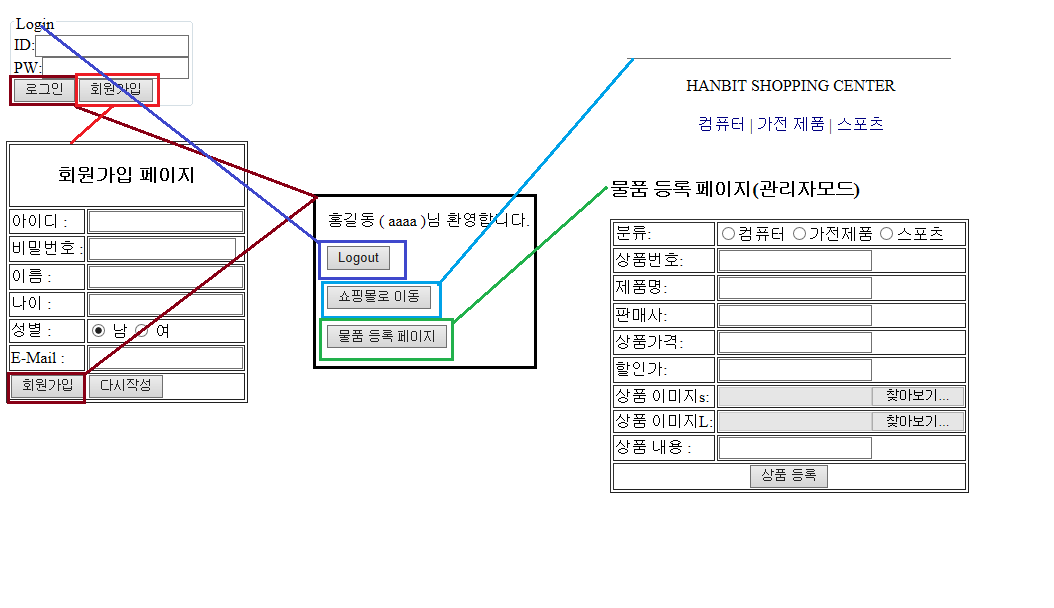 Login
ID:
PW:
로그인 회원가입
회원가입 페이지
아이디 :
비밀번호 :
이름 :
나이 :
성별 : 남 여
E-Mail :
회원가입 다시작성
홍길동 ( aaaa )님 환영합니다.
Logout
쇼핑몰로 이동
물품 등록 페이지
HANBIT SHOPPING CENTER
컴퓨터 | 가전 제품 | 스포츠
물품 등록 페이지(관리자모드)
분류: 컴퓨터 가전제품 스포츠
상품번호:
제품명:
판매사:
상품가격:
할인가:
상품 이미지s: 찾아보기...
상품 이미지L: 찾아보기...
상품 내용 :
상품 등록